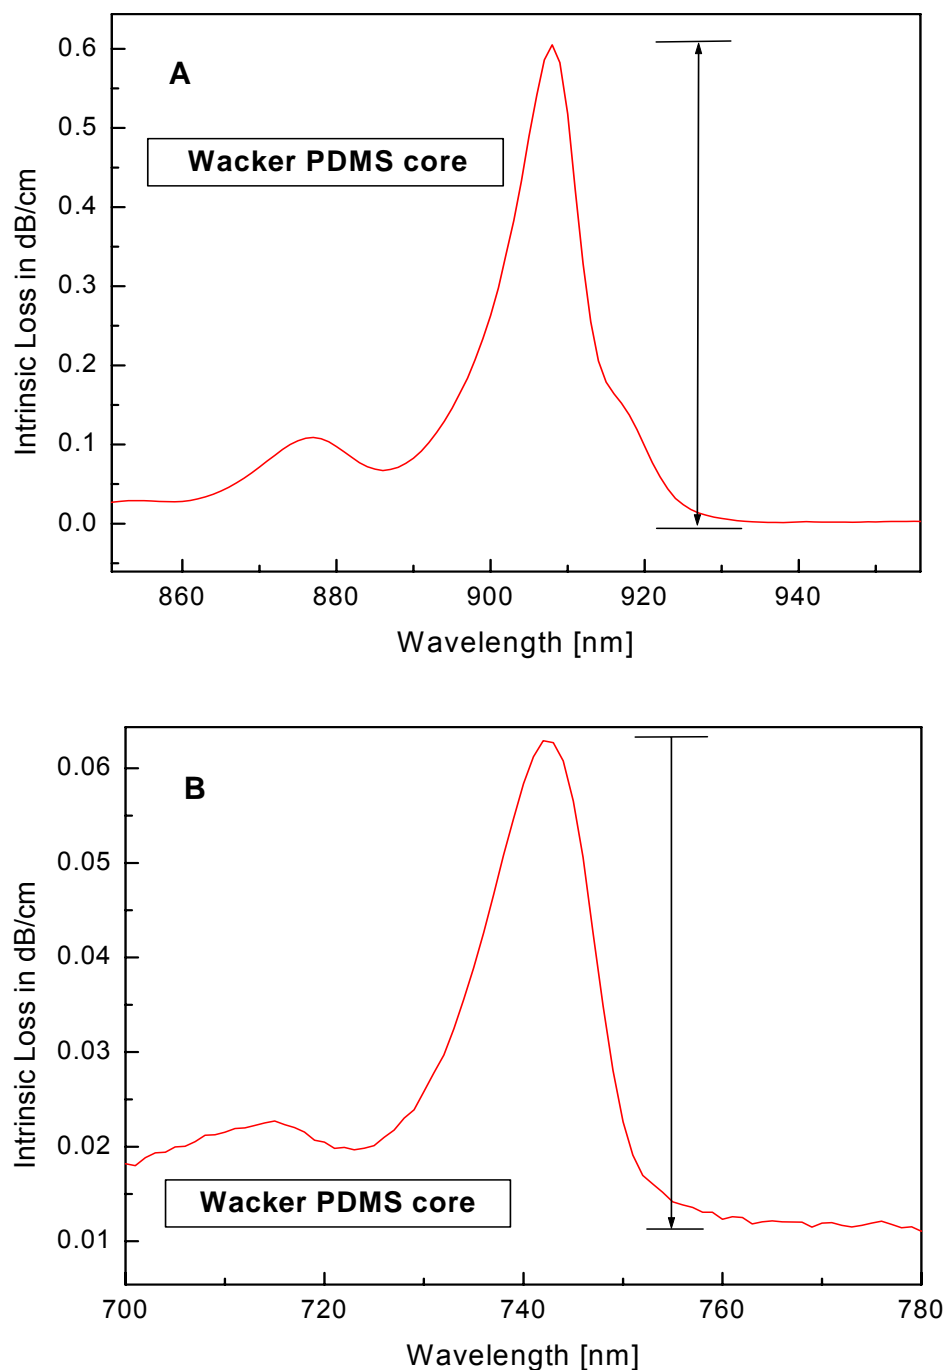 A
Wacker PDMS core
Intrinsic Loss in dB/cm
0.6
0.5
0.4
0.3
0.2
0.1
0.0
860 880 900 920 940
Wavelength [nm]
B
Wacker PDMS core
Intrinsic Loss in dB/cm
0.06
0.05
0.04
0.03
0.02
0.01
700 720 740 760 780
Wavelength [nm]